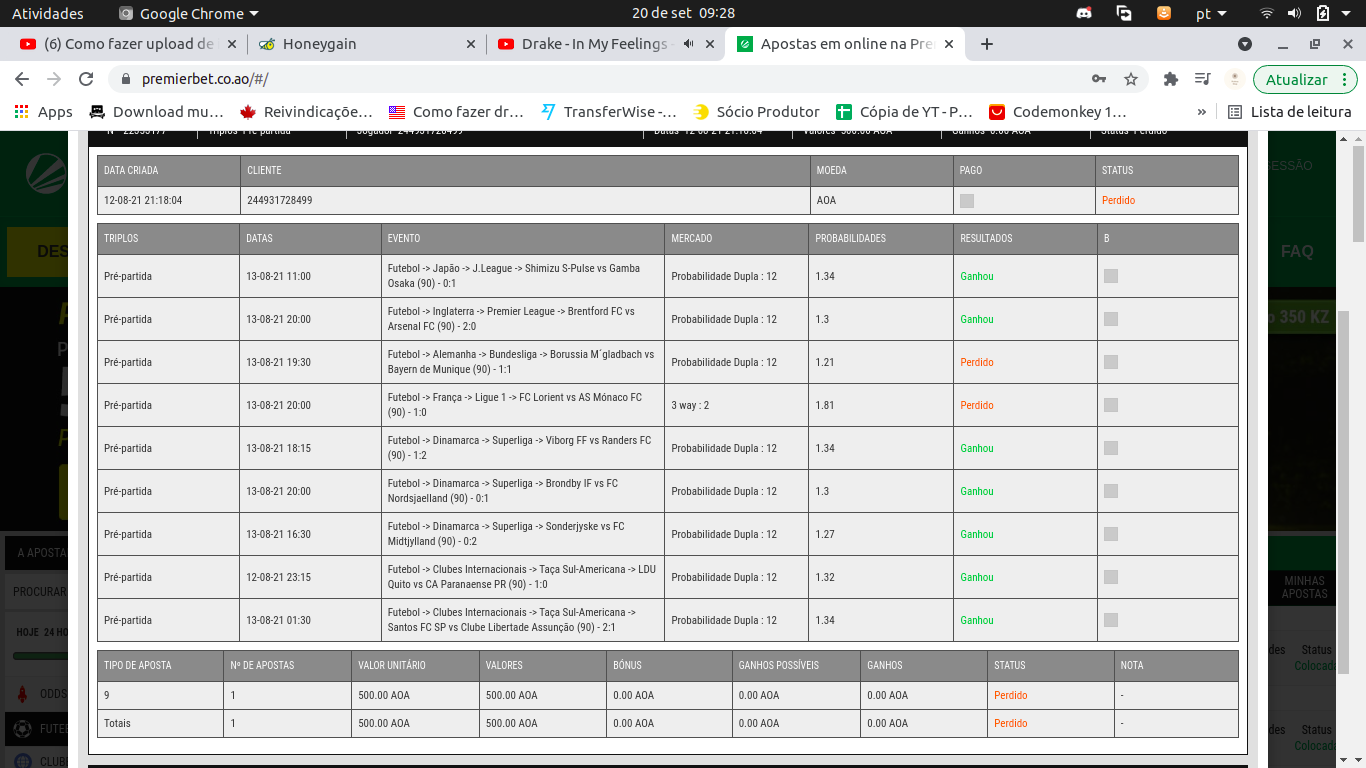 Atividades
Google Chrome
20 de set 09:28
pt
(6) Como fazer upload de
Honeygain
Drake - In My Feelings
Apostas em online na Pre
premierbet.co.ao/#/
Atualizar
Apps
Download mu…
Reivindicaçõe…
Como fazer dr…
TransferWise -…
Sócio Produtor
Cópia de YT - P…
Codemonkey 1…
»
Lista de leitura
DATA CRIADA CLIENTE MOEDA PAGO STATUS
12-08-21 21:18:04 244931728499 AOA Perdido
TRIPLOS DATAS EVENTO MERCADO PROBABILIDADES RESULTADOS B
Pré-partida 13-08-21 11:00 Futebol -> Japão -> J.League -> Shimizu S-Pulse vs Gamba
Osaka (90) - 0:1 Probabilidade Dupla : 12 1.34 Ganhou
Pré-partida 13-08-21 20:00 Futebol -> Inglaterra -> Premier League -> Brentford FC vs
Arsenal FC (90) - 2:0 Probabilidade Dupla : 12 1.3 Ganhou
Pré-partida 13-08-21 19:30 Futebol -> Alemanha -> Bundesliga -> Borussia M´gladbach vs
Bayern de Munique (90) - 1:1 Probabilidade Dupla : 12 1.21 Perdido
Pré-partida 13-08-21 20:00 Futebol -> França -> Ligue 1 -> FC Lorient vs AS Mónaco FC
(90) - 1:0 3 way : 2 1.81 Perdido
Pré-partida 13-08-21 18:15 Futebol -> Dinamarca -> Superliga -> Viborg FF vs Randers FC
(90) - 1:2 Probabilidade Dupla : 12 1.34 Ganhou
Pré-partida 13-08-21 20:00 Futebol -> Dinamarca -> Superliga -> Brondby IF vs FC
Nordsjaelland (90) - 0:1 Probabilidade Dupla : 12 1.3 Ganhou
Pré-partida 13-08-21 16:30 Futebol -> Dinamarca -> Superliga -> Sonderjyske vs FC
Midtjylland (90) - 0:2 Probabilidade Dupla : 12 1.27 Ganhou
Pré-partida 12-08-21 23:15 Futebol -> Clubes Internacionais -> Taça Sul-Americana -> LDU
Quito vs CA Paranaense PR (90) - 1:0 Probabilidade Dupla : 12 1.32 Ganhou
Pré-partida 13-08-21 01:30 Futebol -> Clubes Internacionais -> Taça Sul-Americana ->
Santos FC SP vs Clube Libertade Assunção (90) - 2:1 Probabilidade Dupla : 12 1.34 Ganhou
TIPO DE APOSTA Nº DE APOSTAS VALOR UNITÁRIO VALORES BÓNUS GANHOS POSSÍVEIS GANHOS STATUS NOTA
9 1 500.00 AOA 500.00 AOA 0.00 AOA 0.00 AOA 0.00 AOA Perdido -
Totais 1 500.00 AOA 500.00 AOA 0.00 AOA 0.00 AOA 0.00 AOA Perdido -
DES
A APOSTA
PROCURAR
HOJE 24 HO
ODDS
FUTEB
CLUBE
FAQ
350 KZ
MINHAS
APOSTAS
Status
Colocada
Status
Colocada